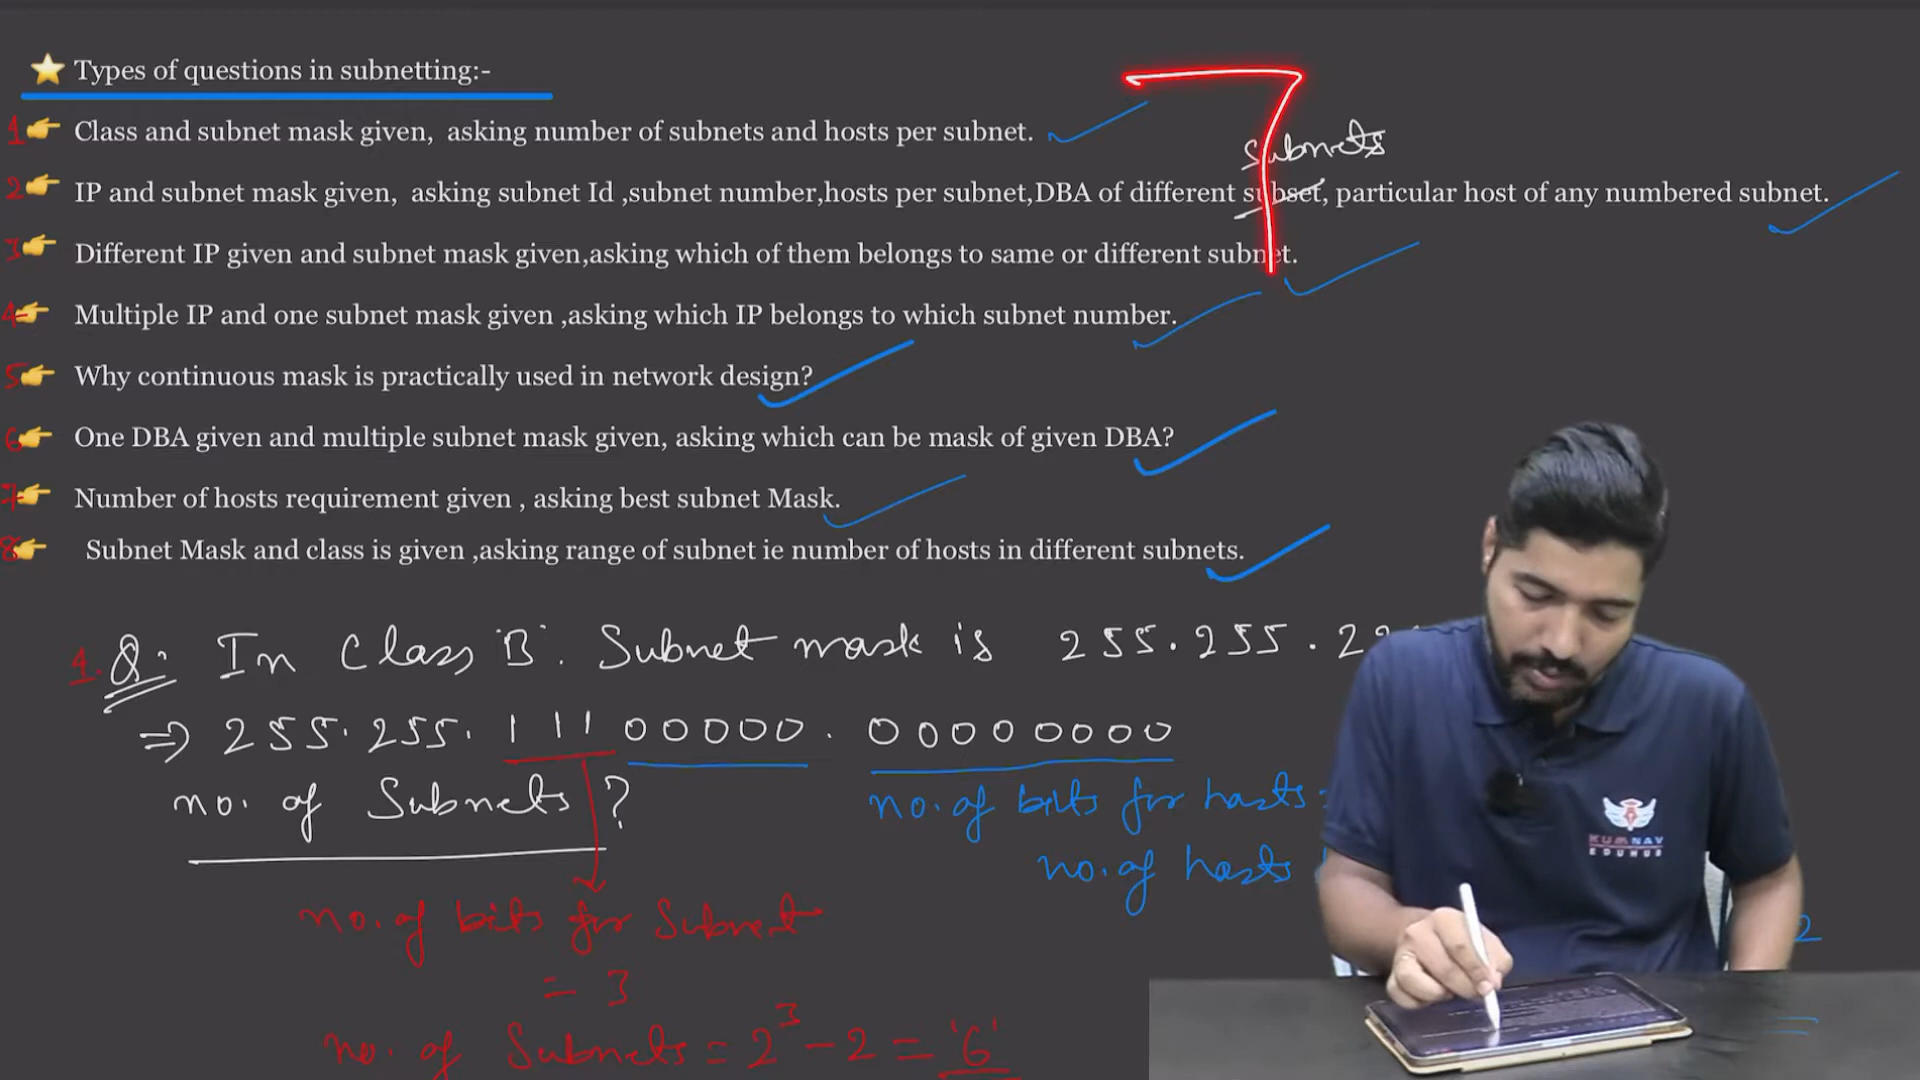 ⭐ Types of questions in subnetting:-
1 👉 Class and subnet mask given, asking number of subnets and hosts per subnet.
subnets
2 👉 IP and subnet mask given, asking subnet Id ,subnet number,hosts per subnet,DBA of different subset, particular host of any numbered subnet.
3 👉 Different IP given and subnet mask given,asking which of them belongs to same or different subnet.
4 👉 Multiple IP and one subnet mask given ,asking which IP belongs to which subnet number.
5 👉 Why continuous mask is practically used in network design?
6 👉 One DBA given and multiple subnet mask given, asking which can be mask of given DBA?
7 👉 Number of hosts requirement given , asking best subnet Mask.
8 👉 Subnet Mask and class is given ,asking range of subnet ie number of hosts in different subnets.
1. Q: In Class 'B'. Subnet mask is 255.255.22
⇒ 255.255.11100000.00000000
no. of Subnets ?
no. of bits for hosts =
no. of hosts
no. of bits for Subnet
= 3
no. of Subnets = 2³ - 2 = '6'
2
KUMNAV
EDUHUB